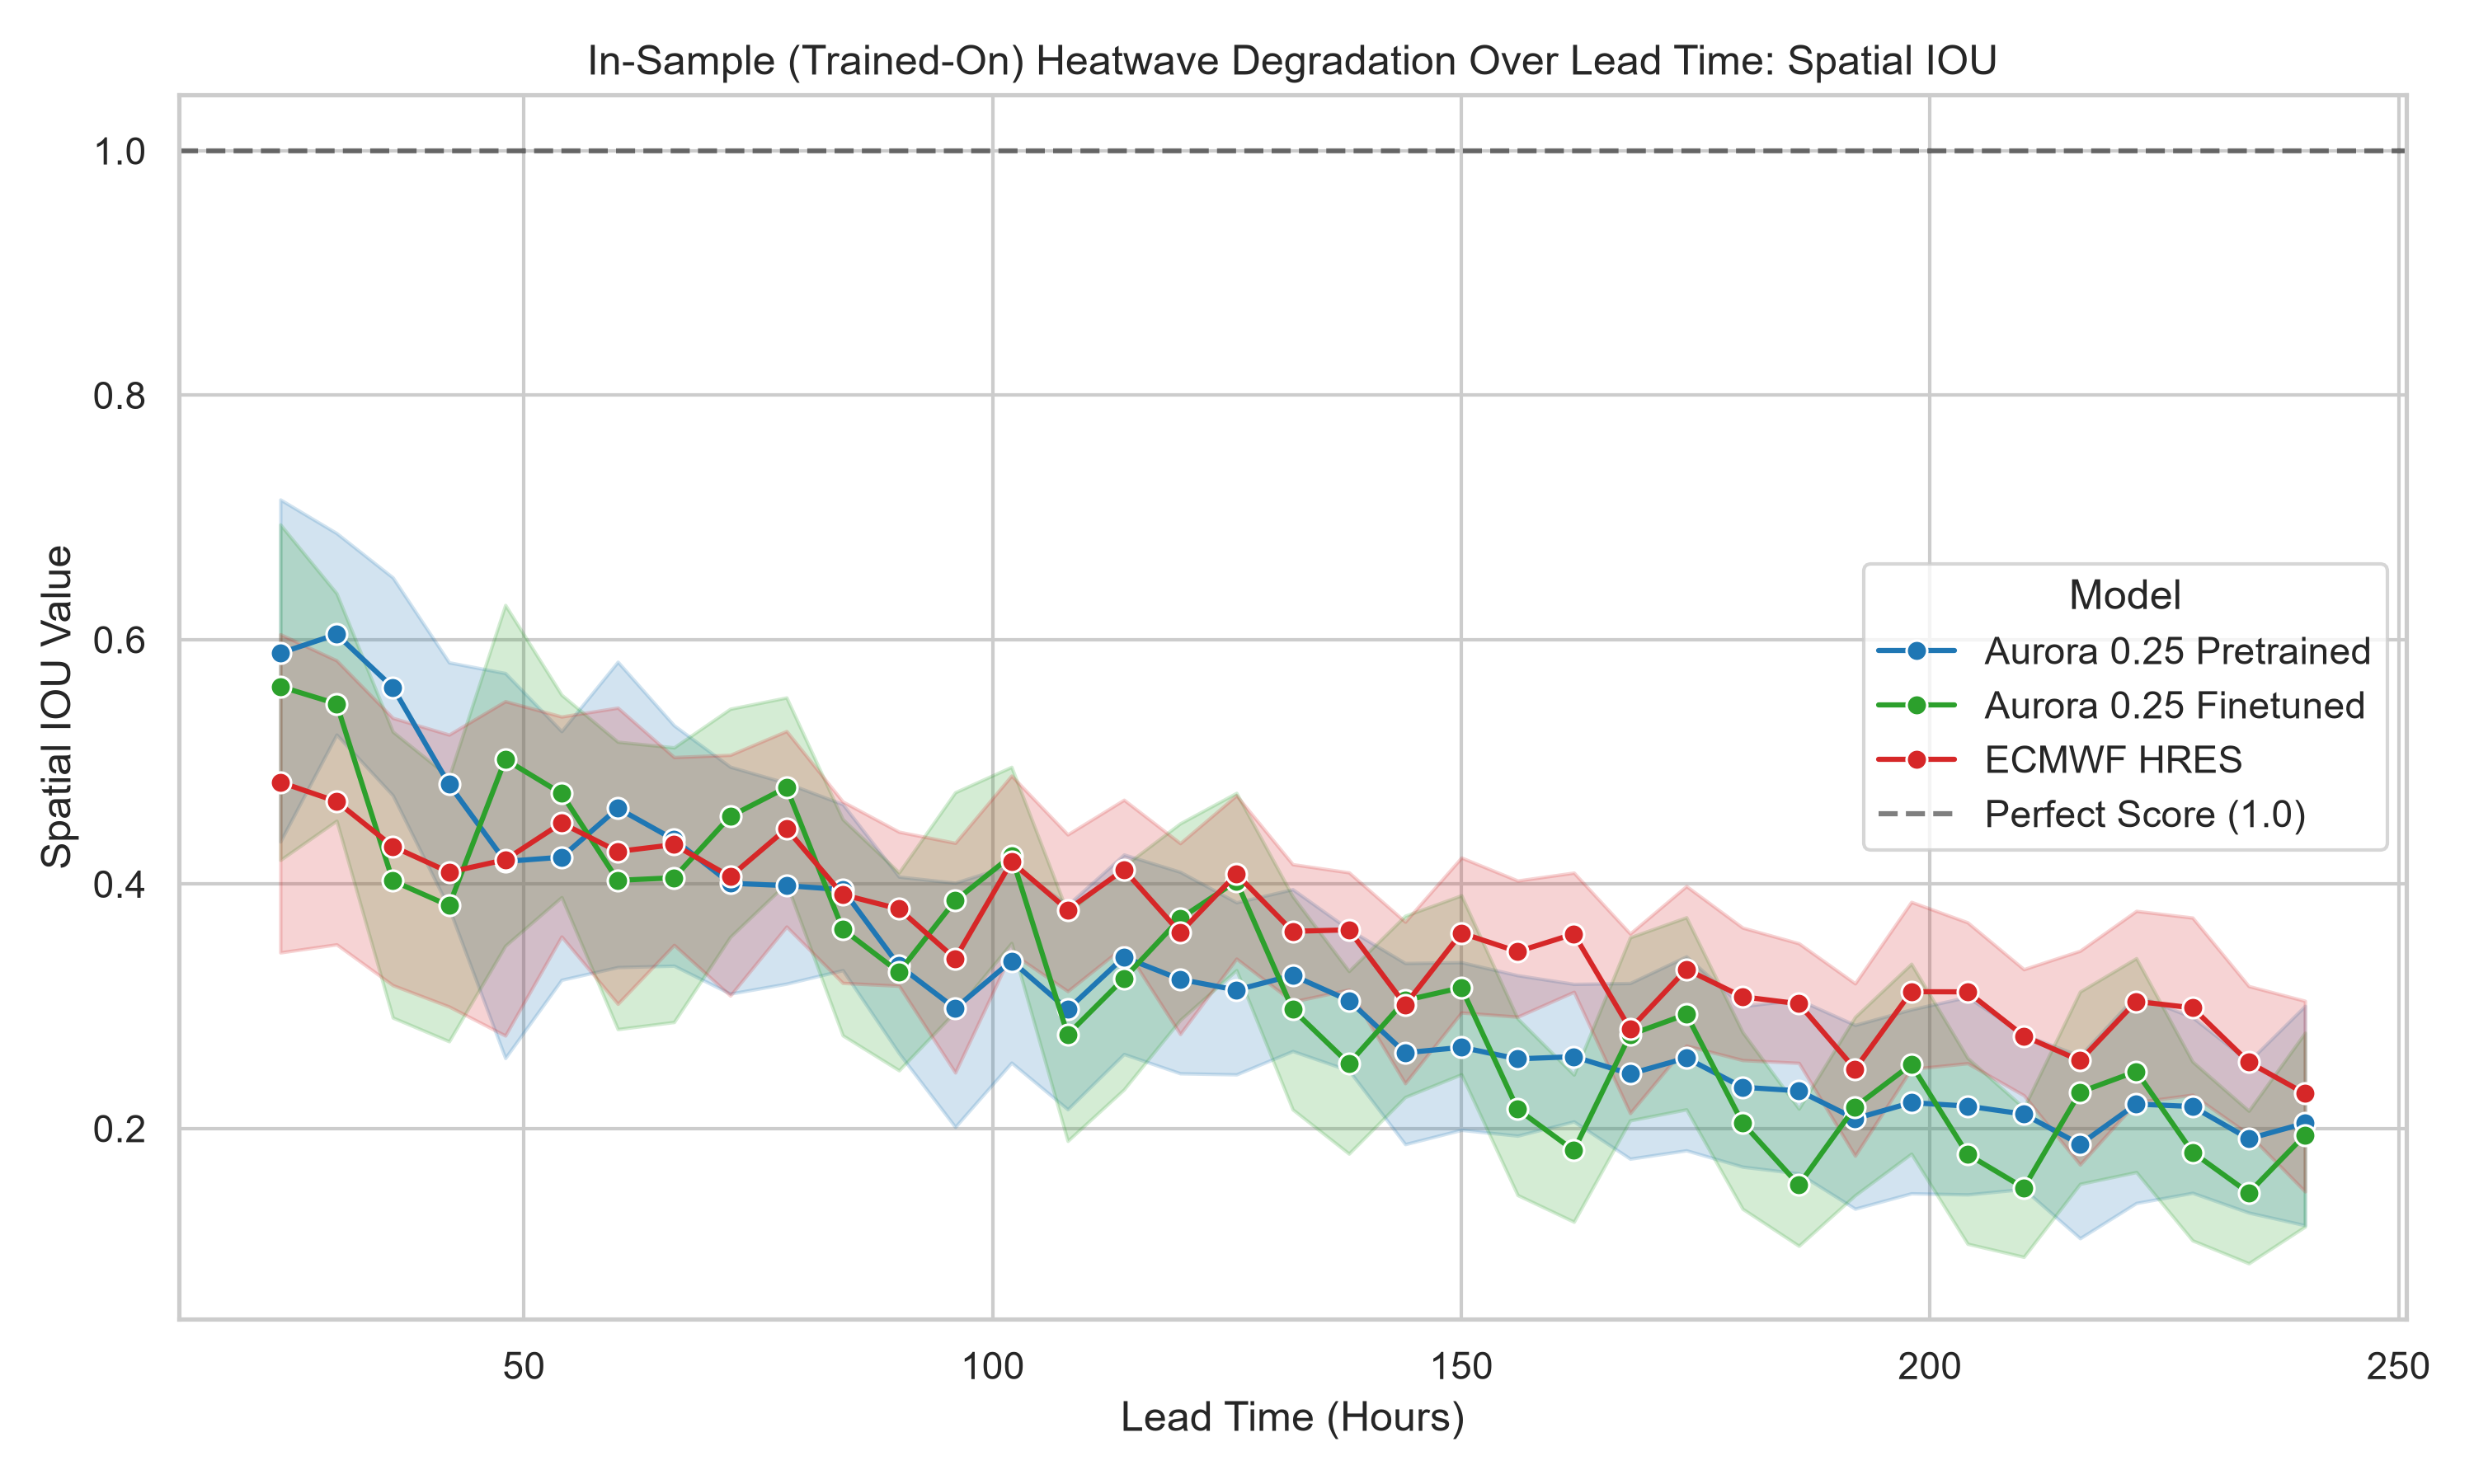 In-Sample (Trained-On) Heatwave Degradation Over Lead Time: Spatial IOU
1.0
0.8
0.6
0.4
0.2
Spatial IOU Value
Model
Aurora 0.25 Pretrained
Aurora 0.25 Finetuned
ECMWF HRES
Perfect Score (1.0)
50
100
150
200
250
Lead Time (Hours)